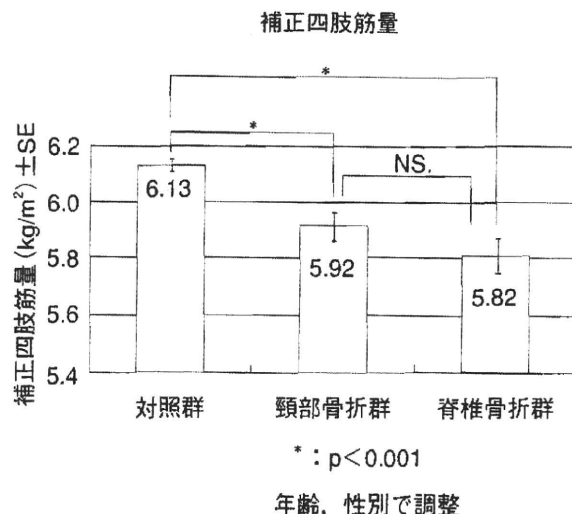 補正四肢筋量
*
*
NS.
補正四肢筋量 (kg/m²) ±SE
6.2
6.0
5.8
5.6
5.4
6.13
5.92
5.82
対照群 頸部骨折群 脊椎骨折群
*：p＜0.001
年齢，性別で調整